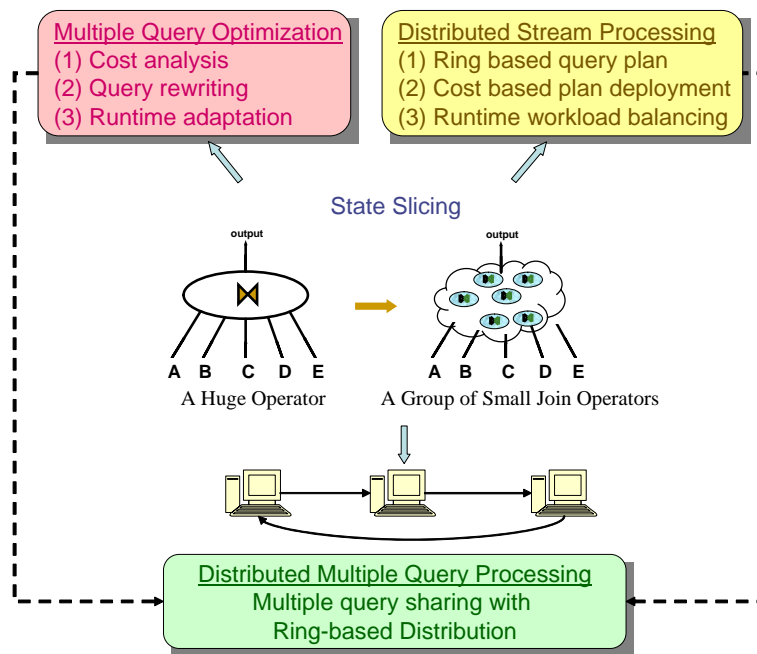 Multiple Query Optimization
(1) Cost analysis
(2) Query rewriting
(3) Runtime adaptation
Distributed Stream Processing
(1) Ring based query plan
(2) Cost based plan deployment
(3) Runtime workload balancing
State Slicing
output
output
A B C D E
A B C D E
A Huge Operator
A Group of Small Join Operators
Distributed Multiple Query Processing
Multiple query sharing with
Ring-based Distribution